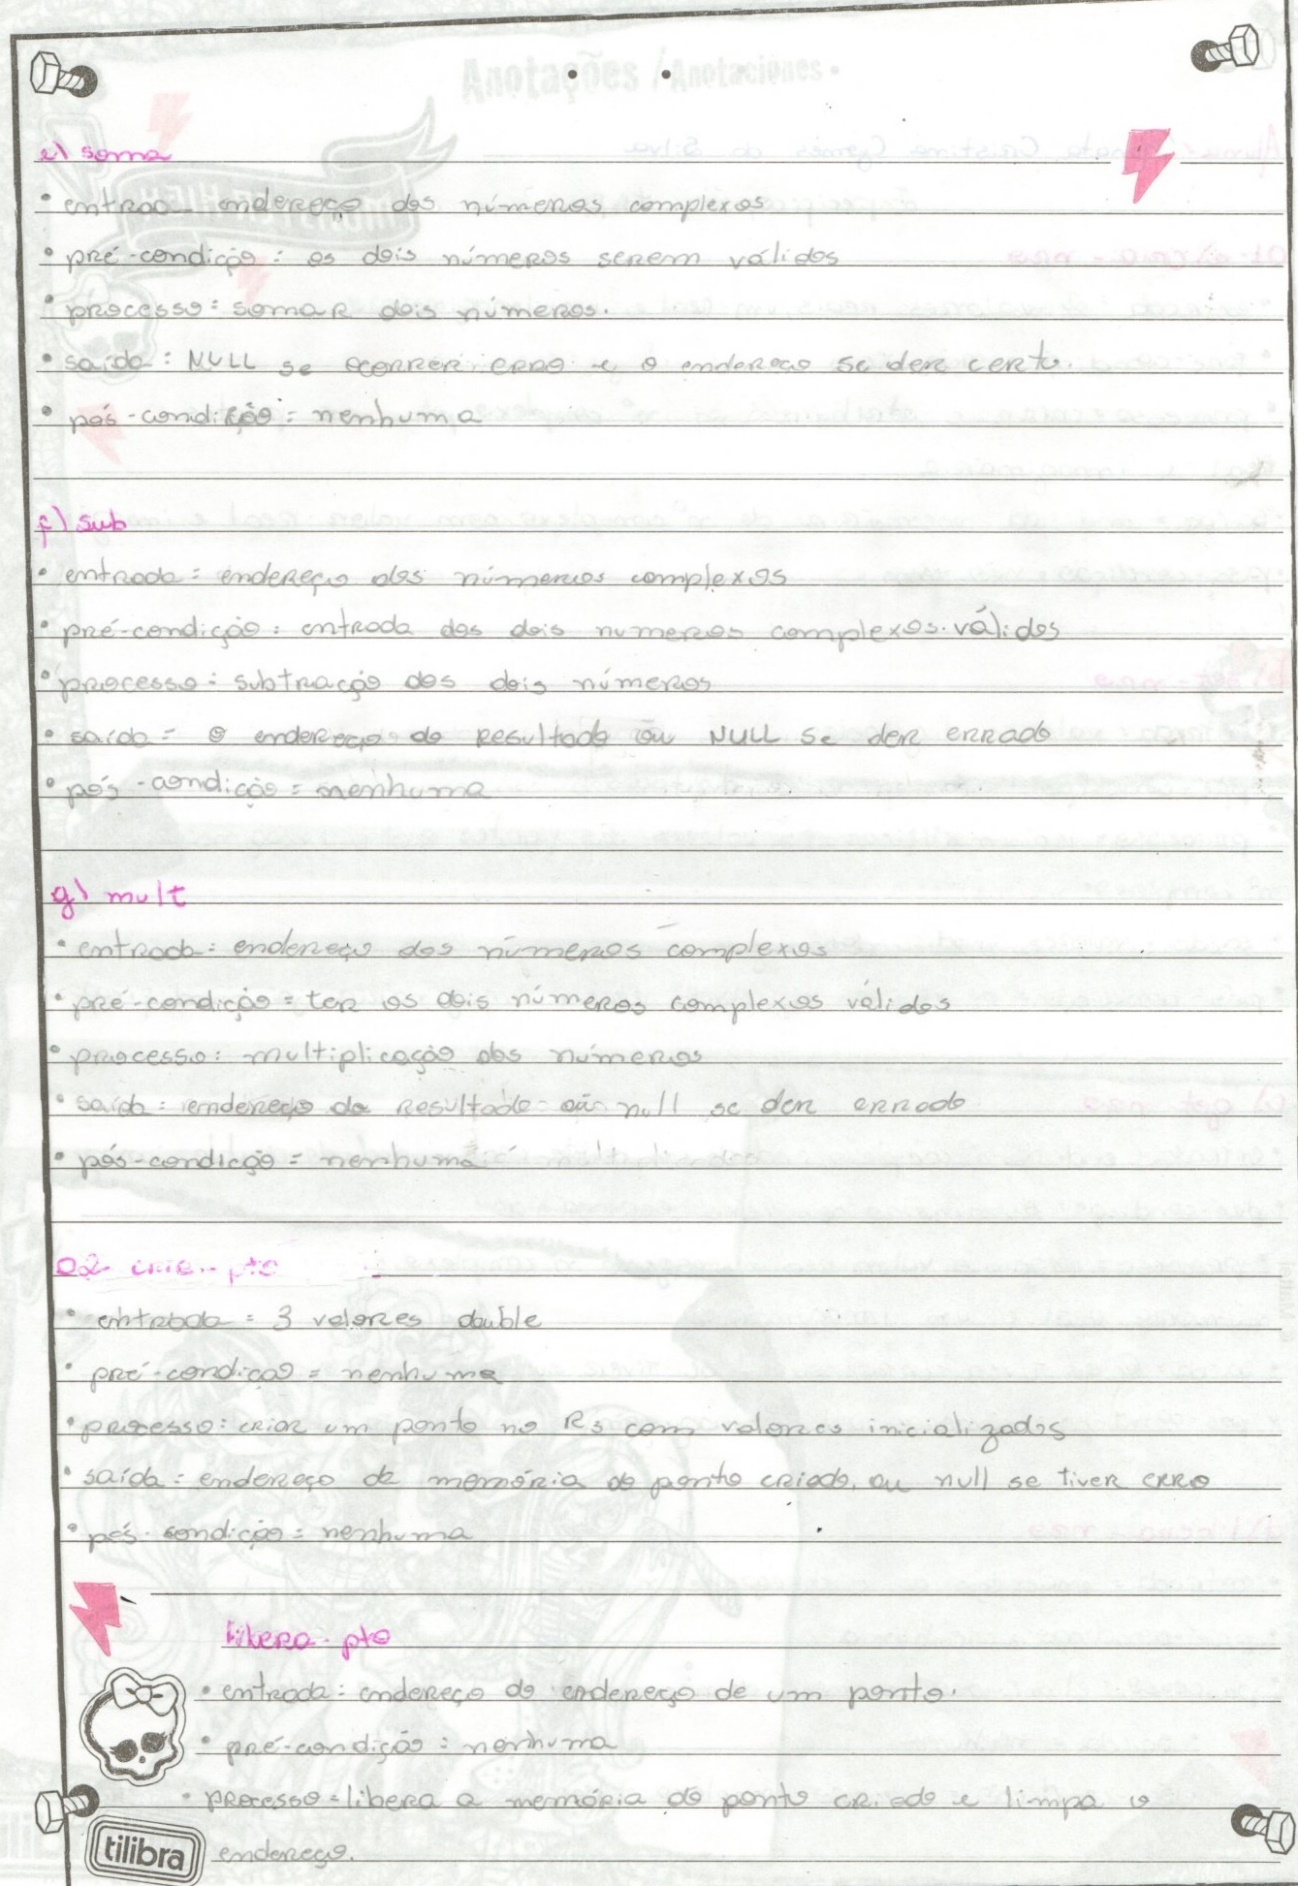 e) soma
• entrada endereço dos números complexos
• pré-condição: os dois números serem válidos
• processo: somar dois números.
• saída: NULL se ocorrer erro e o endereço se der certo.
• pós-condição: nenhuma
f) sub
• entrada: endereço dos números complexos
• pré-condição: entrada dos dois numeros complexos válidos
• processo: subtração dos dois números
• saída = o endereço do resultado ou NULL se der errado
• pós-condição = nenhuma
g) mult
• entrada: endereço dos números complexos
• pré-condição = ter os dois números complexos válidos
• processo: multiplicação dos números
• saída: endereço do resultado ou null se der errado
• pós-condição = nenhuma
02 cria-pto
• entrada = 3 valores double
• pré-condição = nenhuma
• processo: criar um ponto no R3 com valores inicializados
• saída: endereço de memória do ponto criado, ou null se tiver erro
• pós-condição = nenhuma
libera-pto
• entrada: endereço do endereço de um ponto.
• pré-condição: nenhuma
• processo = libera a memória do ponto criado e limpa o
endereço.
tilibra